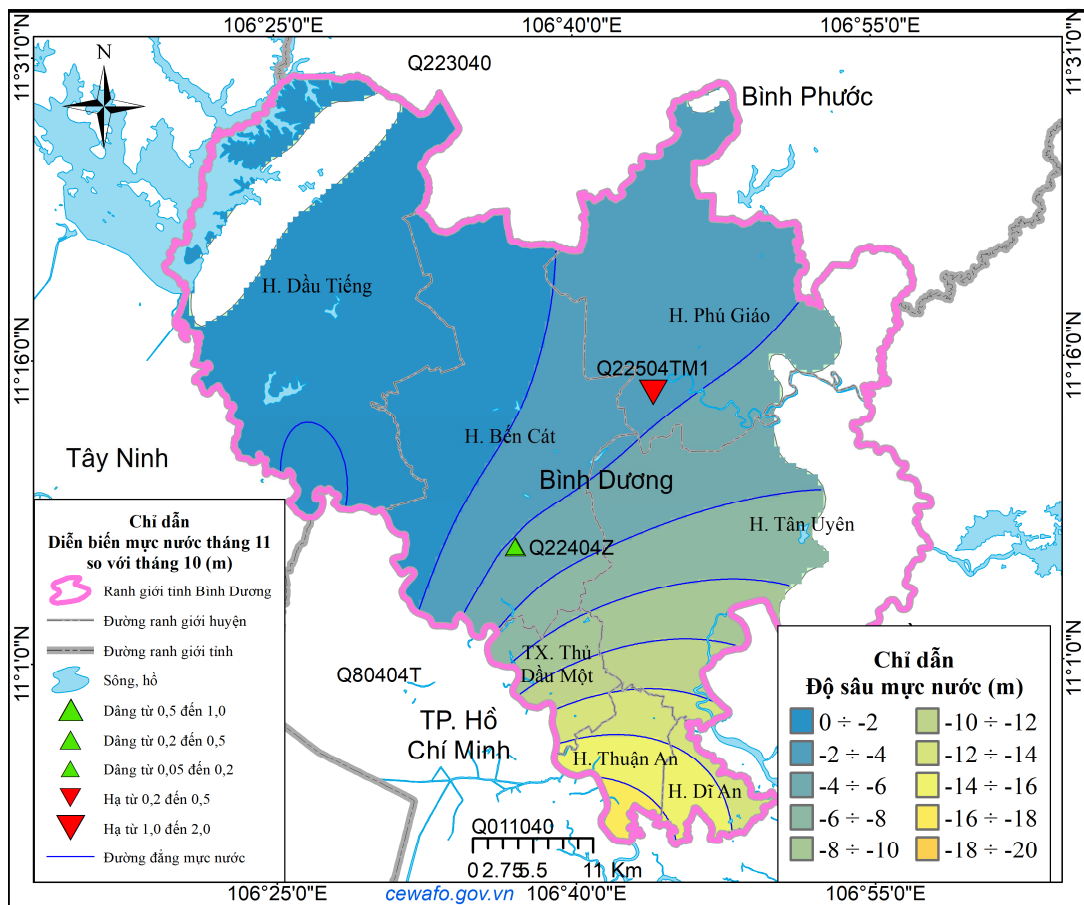 106°25'0"E 106°40'0"E 106°55'0"E
11°31'0"N 11°31'0"N
N
Q223040
Bình Phước
H. Dầu Tiếng
H. Phú Giáo
11°16'0"N 11°16'0"N
Q22504TM1
H. Bến Cát
Tây Ninh
Bình Dương
H. Tân Uyên
Q22404Z
Chỉ dẫn
Diễn biến mực nước tháng 11
so với tháng 10 (m)
Ranh giới tỉnh Bình Dương
Đường ranh giới huyện
Đường ranh giới tỉnh
Sông, hồ
Dâng từ 0,5 đến 1,0
Dâng từ 0,2 đến 0,5
Dâng từ 0,05 đến 0,2
Hạ từ 0,2 đến 0,5
Hạ từ 1,0 đến 2,0
Đường đẳng mực nước
11°1'0"N 11°1'0"N
TX. Thủ
Dầu Một
Q80404T
TP. Hồ
Chí Minh
H. Thuận An
H. Dĩ An
Q011040
0 2.75 5.5 11 Km
Chỉ dẫn
Độ sâu mực nước (m)
0 ÷ -2
-2 ÷ -4
-4 ÷ -6
-6 ÷ -8
-8 ÷ -10
-10 ÷ -12
-12 ÷ -14
-14 ÷ -16
-16 ÷ -18
-18 ÷ -20
106°25'0"E 106°40'0"E 106°55'0"E
cewafo.gov.vn